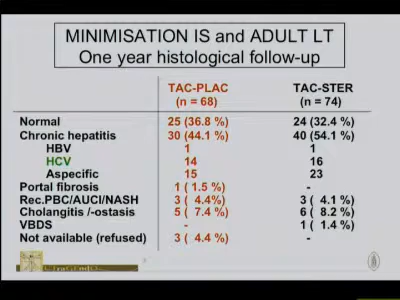 MINIMISATION IS and ADULT LT
One year histological follow-up
TAC-PLAC TAC-STER
(n = 68) (n = 74)
Normal 25 (36.8 %) 24 (32.4 %)
Chronic hepatitis 30 (44.1 %) 40 (54.1%)
HBV 1 1
HCV 14 16
Aspecific 15 23
Portal fibrosis 1 ( 1.5 %) -
Rec.PBC/AUCI/NASH 3 ( 4.4%) 3 ( 4.1%)
Cholangitis /-ostasis 5 ( 7.4%) 6 ( 8.2 %)
VBDS - 1 ( 1.4%)
Not available (refused) 3 ( 4.4 %) -